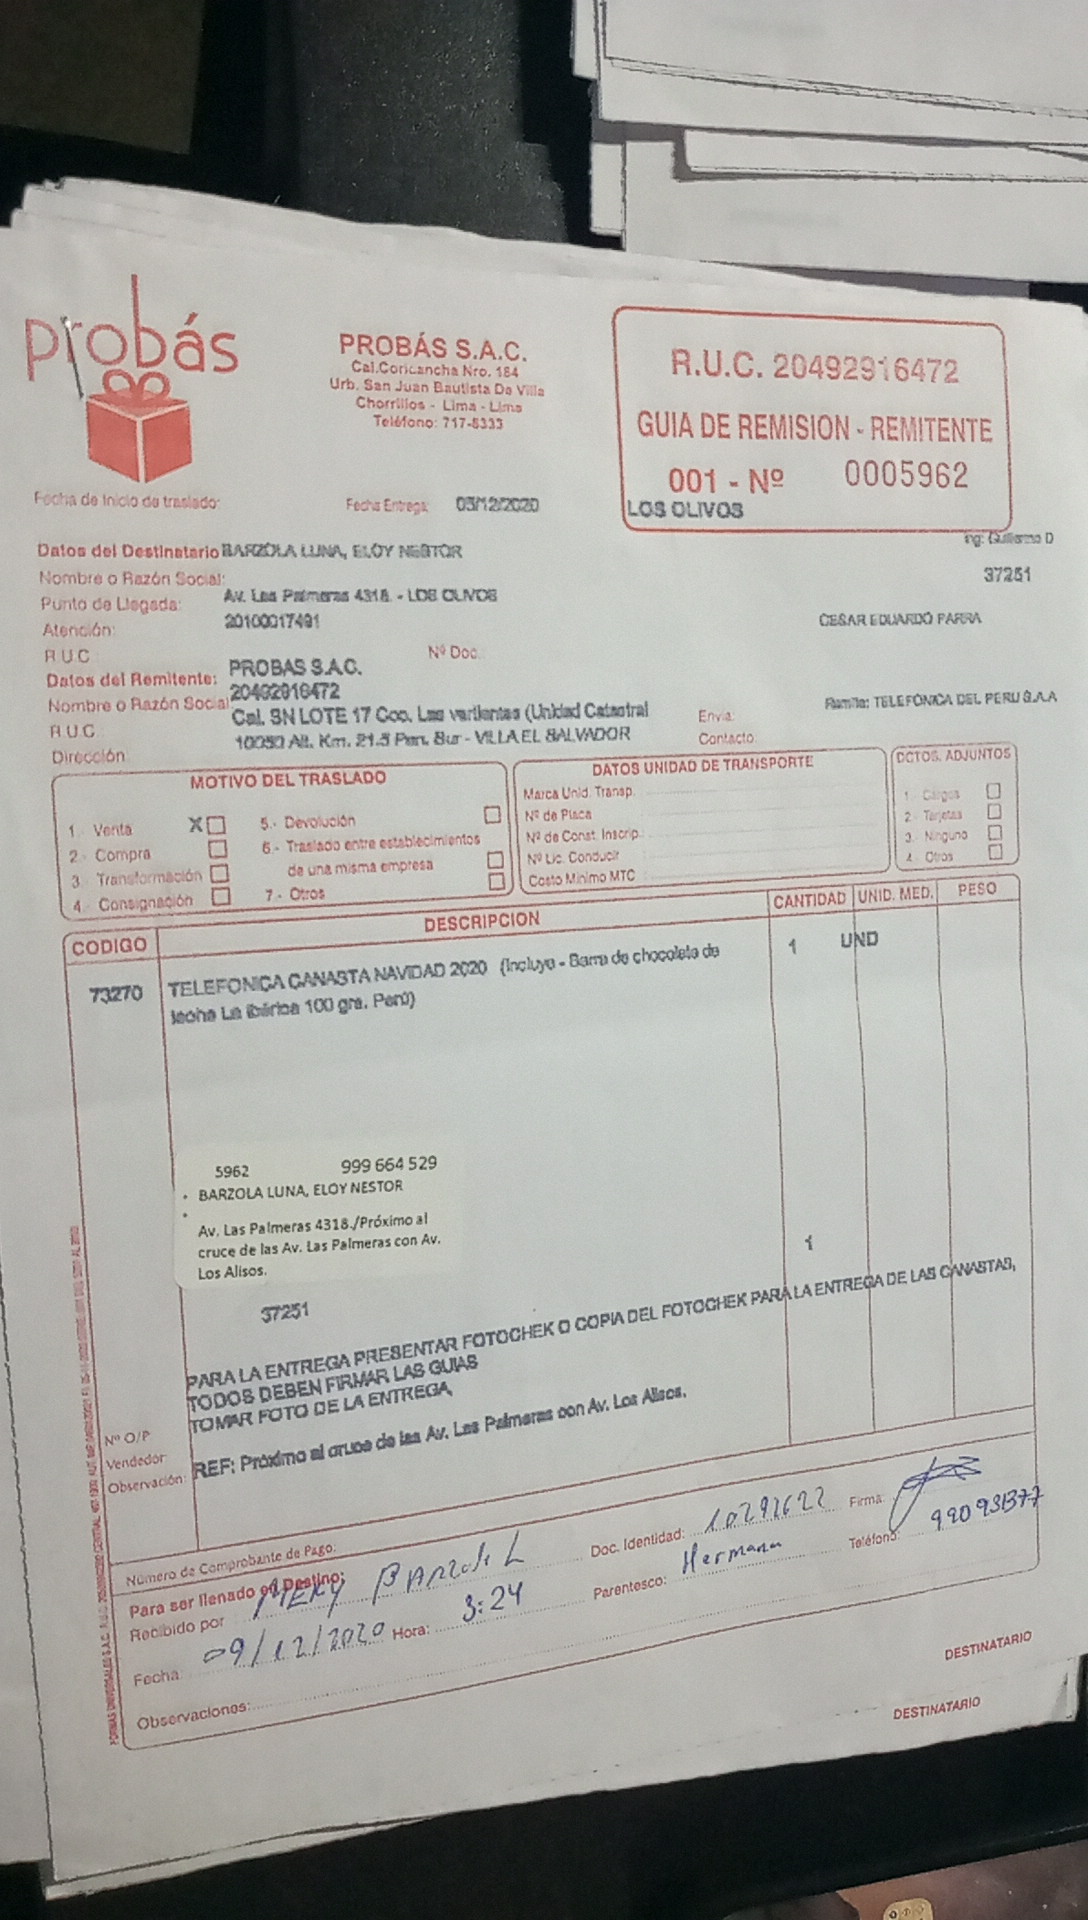 probás
PROBÁS S.A.C.
Cal.Coricancha Nro. 184
Urb. San Juan Bautista De Villa
Chorrillos - Lima - Lima
Teléfono: 717-5333
R.U.C. 20492916472
GUIA DE REMISION - REMITENTE
001 - Nº 0005962
LOS OLIVOS
Fecha de Inicio de traslado:
Fecha Entrega: 03/12/2020
Ing: Guillermo D
37251
Datos del Destinatario BARZOLA LUNA, ELOY NESTOR
Nombre o Razón Social:
Punto de Llegada: Av. Las Palmeras 4318. - LOS OLIVOS
Atención: 20100017491
CESAR EDUARDO PARRA
R.U.C Nº Doc.
Datos del Remitente: PROBAS S.A.C.
Nombre o Razón Social 20492916472
R.U.C. Cal. SN LOTE 17 Coo. Las vertientes (Unidad Catastral
Dirección 10050 Alt. Km. 21.5 Pan. Sur - VILLA EL SALVADOR
Envia: Remite: TELEFONICA DEL PERU S.A.A
Contacto:
MOTIVO DEL TRASLADO
1.- Venta X
2.- Compra
3.- Transformación
4.- Consignación
5.- Devolución
6.- Traslado entre establecimientos
de una misma empresa
7.- Otros
DATOS UNIDAD DE TRANSPORTE
Marca Unid. Transp.
Nº de Placa
Nº de Const. Inscrip.
Nº Lic. Conducir
Costo Minimo MTC
DCTOS. ADJUNTOS
1.- Cargos
2.- Tarjetas
3.- Ninguno
4.- Otros
CODIGO DESCRIPCION CANTIDAD UNID. MED. PESO
73270 TELEFONICA CANASTA NAVIDAD 2020 (Incluye - Barra de chocolate de 1 UND
leche La Ibérica 100 grs. Perú)
5962 999 664 529
BARZOLA LUNA, ELOY NESTOR
Av. Las Palmeras 4318./Próximo al
cruce de las Av. Las Palmeras con Av.
Los Alisos.
1
37251
PARA LA ENTREGA PRESENTAR FOTOCHEK O COPIA DEL FOTOCHEK PARA LA ENTREGA DE LAS CANASTAS,
TODOS DEBEN FIRMAR LAS GUIAS
TOMAR FOTO DE LA ENTREGA
Nº O/P
Vendedor
Observación: REF: Próximo al cruce de las Av. Las Palmeras con Av. Los Alisos.
Número de Comprobante de Pago:
Para ser llenado en Destino:
Recibido por MERY BARZOLA L Doc. Identidad: 10292622 Firma:
Fecha 09/12/2020 Hora: 3:24 Parentesco: Hermana Teléfono: 990931377
Observaciones:
DESTINATARIO
DESTINATARIO